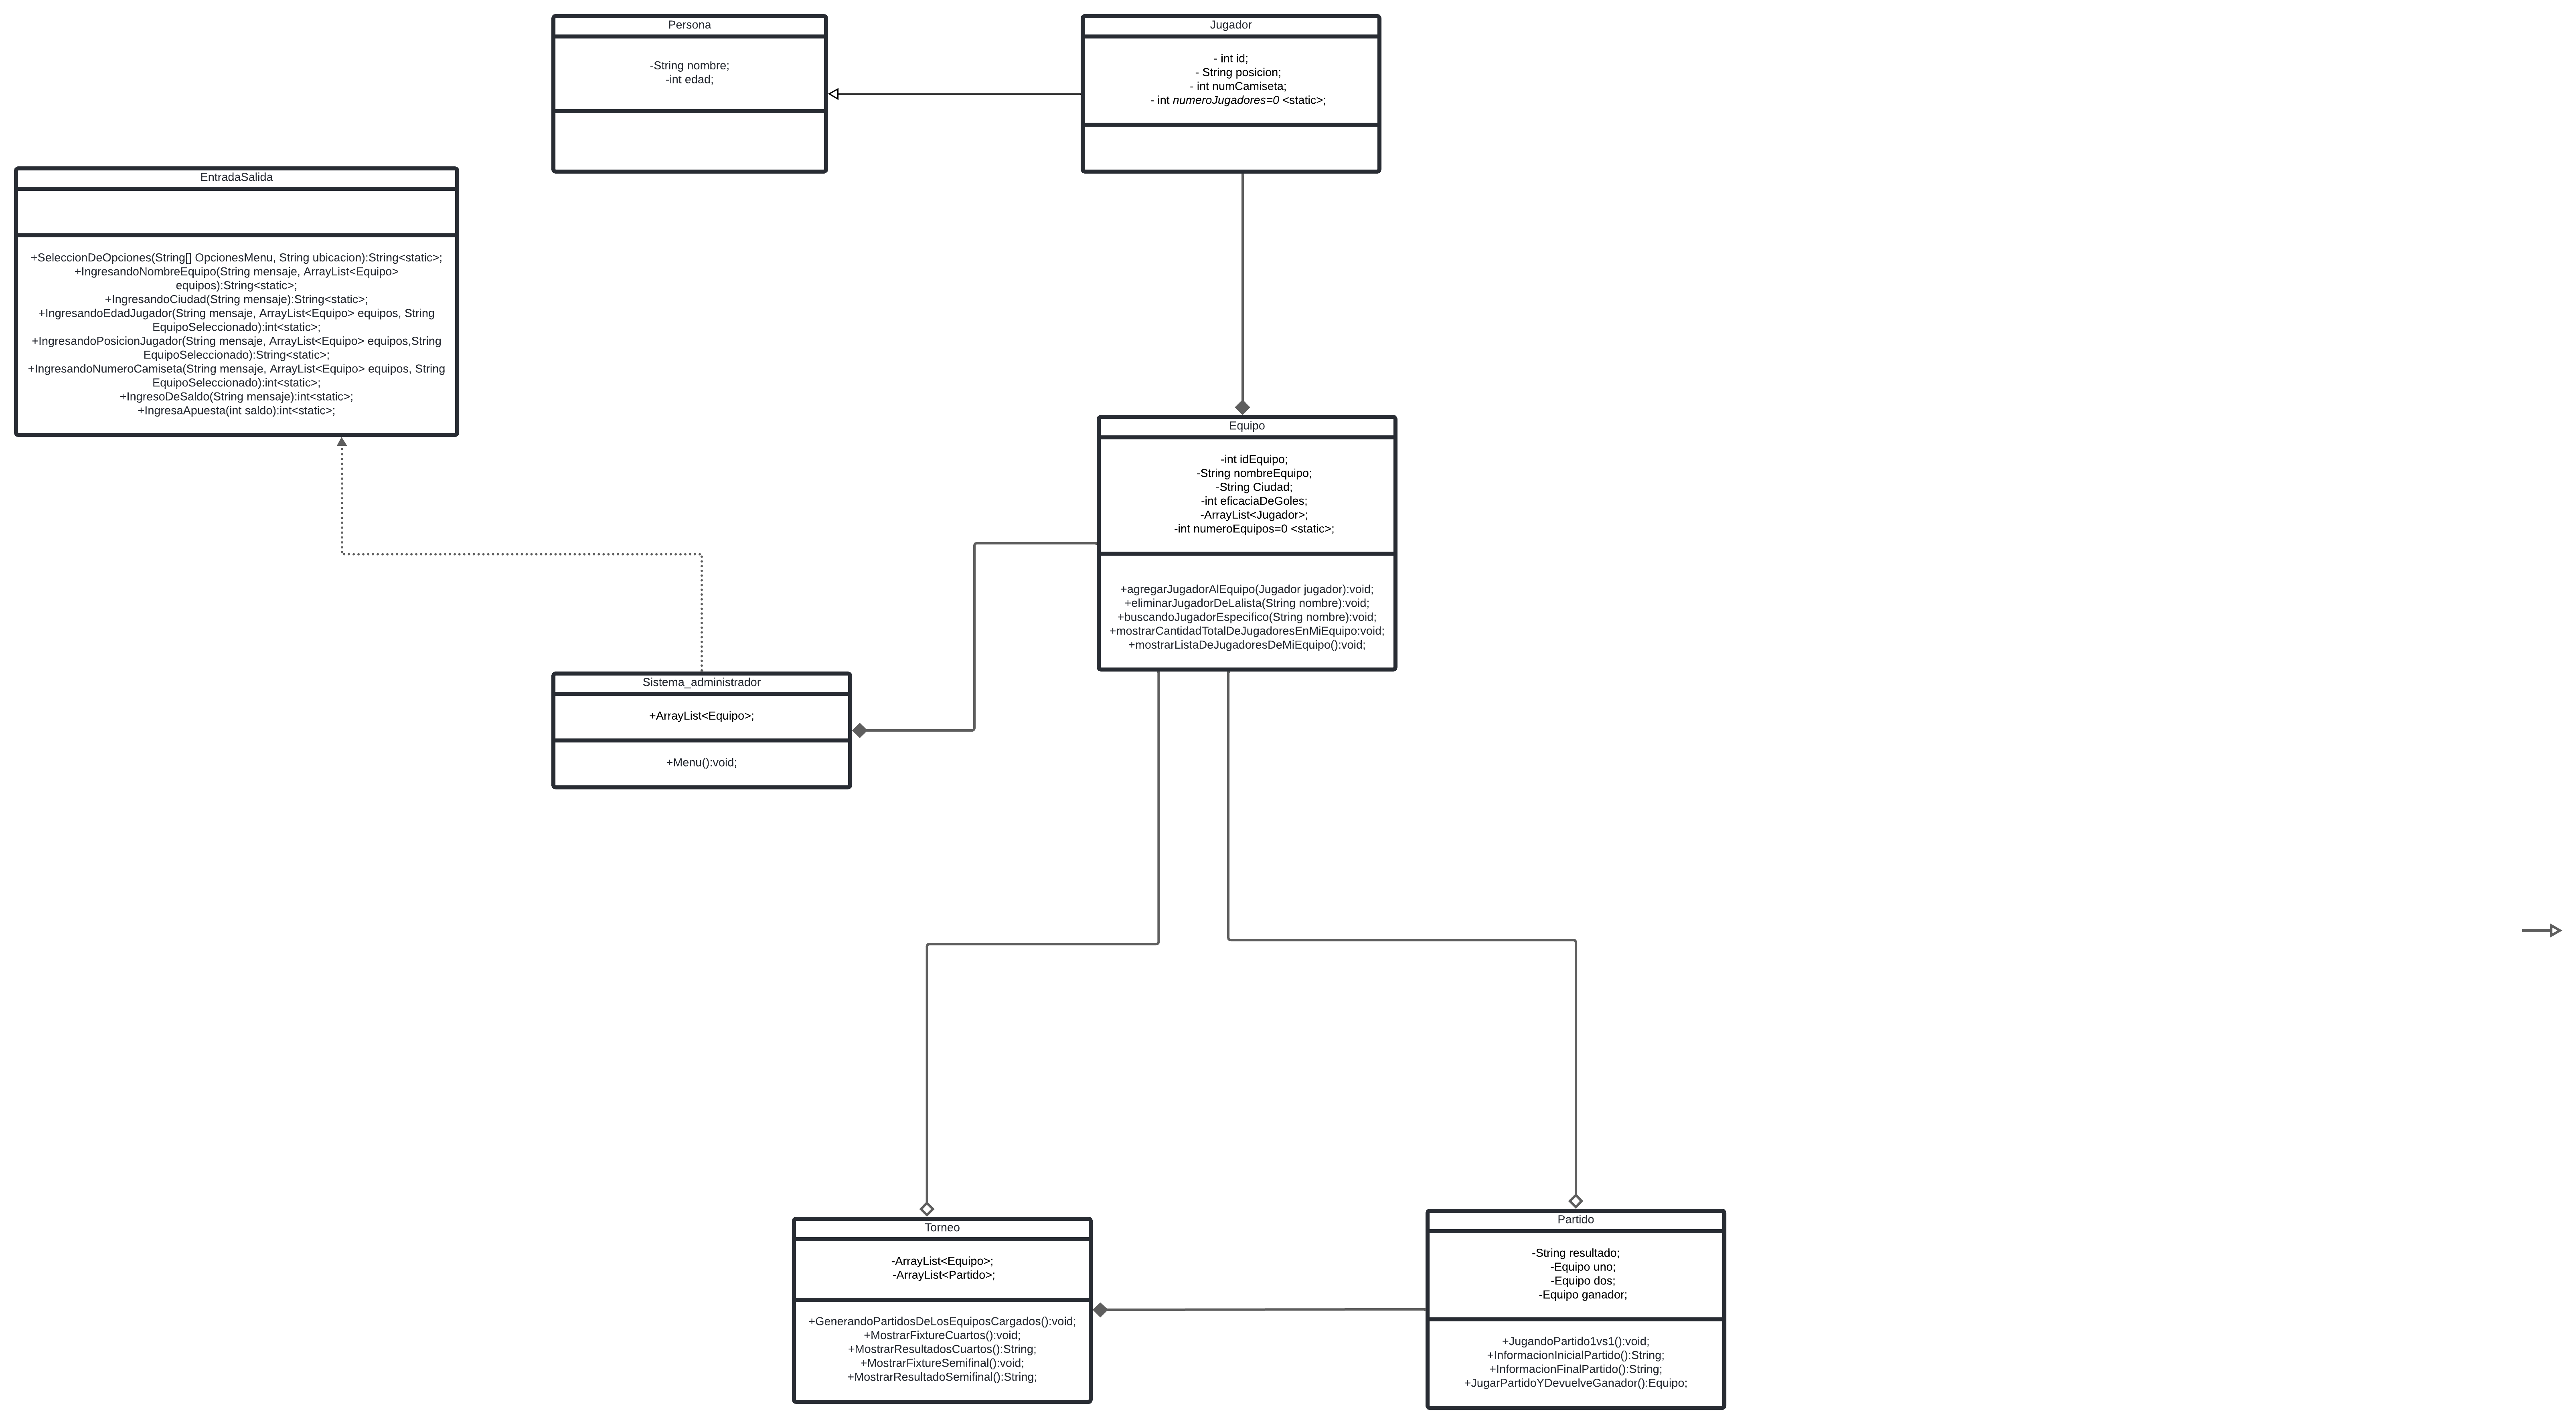 Persona
-String nombre;
-int edad;
Jugador
- int id;
- String posicion;
- int numCamiseta;
- int numeroJugadores=0 <static>;
EntradaSalida
+SeleccionDeOpciones(String[] OpcionesMenu, String ubicacion):String<static>;
+IngresandoNombreEquipo(String mensaje, ArrayList<Equipo>
equipos):String<static>;
+IngresandoCiudad(String mensaje):String<static>;
+IngresandoEdadJugador(String mensaje, ArrayList<Equipo> equipos, String
EquipoSeleccionado):int<static>;
+IngresandoPosicionJugador(String mensaje, ArrayList<Equipo> equipos,String
EquipoSeleccionado):String<static>;
+IngresandoNumeroCamiseta(String mensaje, ArrayList<Equipo> equipos, String
EquipoSeleccionado):int<static>;
+IngresoDeSaldo(String mensaje):int<static>;
+IngresaApuesta(int saldo):int<static>;
Equipo
-int idEquipo;
-String nombreEquipo;
-String Ciudad;
-int eficaciaDeGoles;
-ArrayList<Jugador>;
-int numeroEquipos=0 <static>;
+agregarJugadorAlEquipo(Jugador jugador):void;
+eliminarJugadorDeLalista(String nombre):void;
+buscandoJugadorEspecifico(String nombre):void;
+mostrarCantidadTotalDeJugadoresEnMiEquipo:void;
+mostrarListaDeJugadoresDeMiEquipo():void;
Sistema_administrador
+ArrayList<Equipo>;
+Menu():void;
Torneo
-ArrayList<Equipo>;
-ArrayList<Partido>;
+GenerandoPartidosDeLosEquiposCargados():void;
+MostrarFixtureCuartos():void;
+MostrarResultadosCuartos():String;
+MostrarFixtureSemifinal():void;
+MostrarResultadoSemifinal():String;
Partido
-String resultado;
-Equipo uno;
-Equipo dos;
-Equipo ganador;
+JugandoPartido1vs1():void;
+InformacionInicialPartido():String;
+InformacionFinalPartido():String;
+JugarPartidoYDevuelveGanador():Equipo;